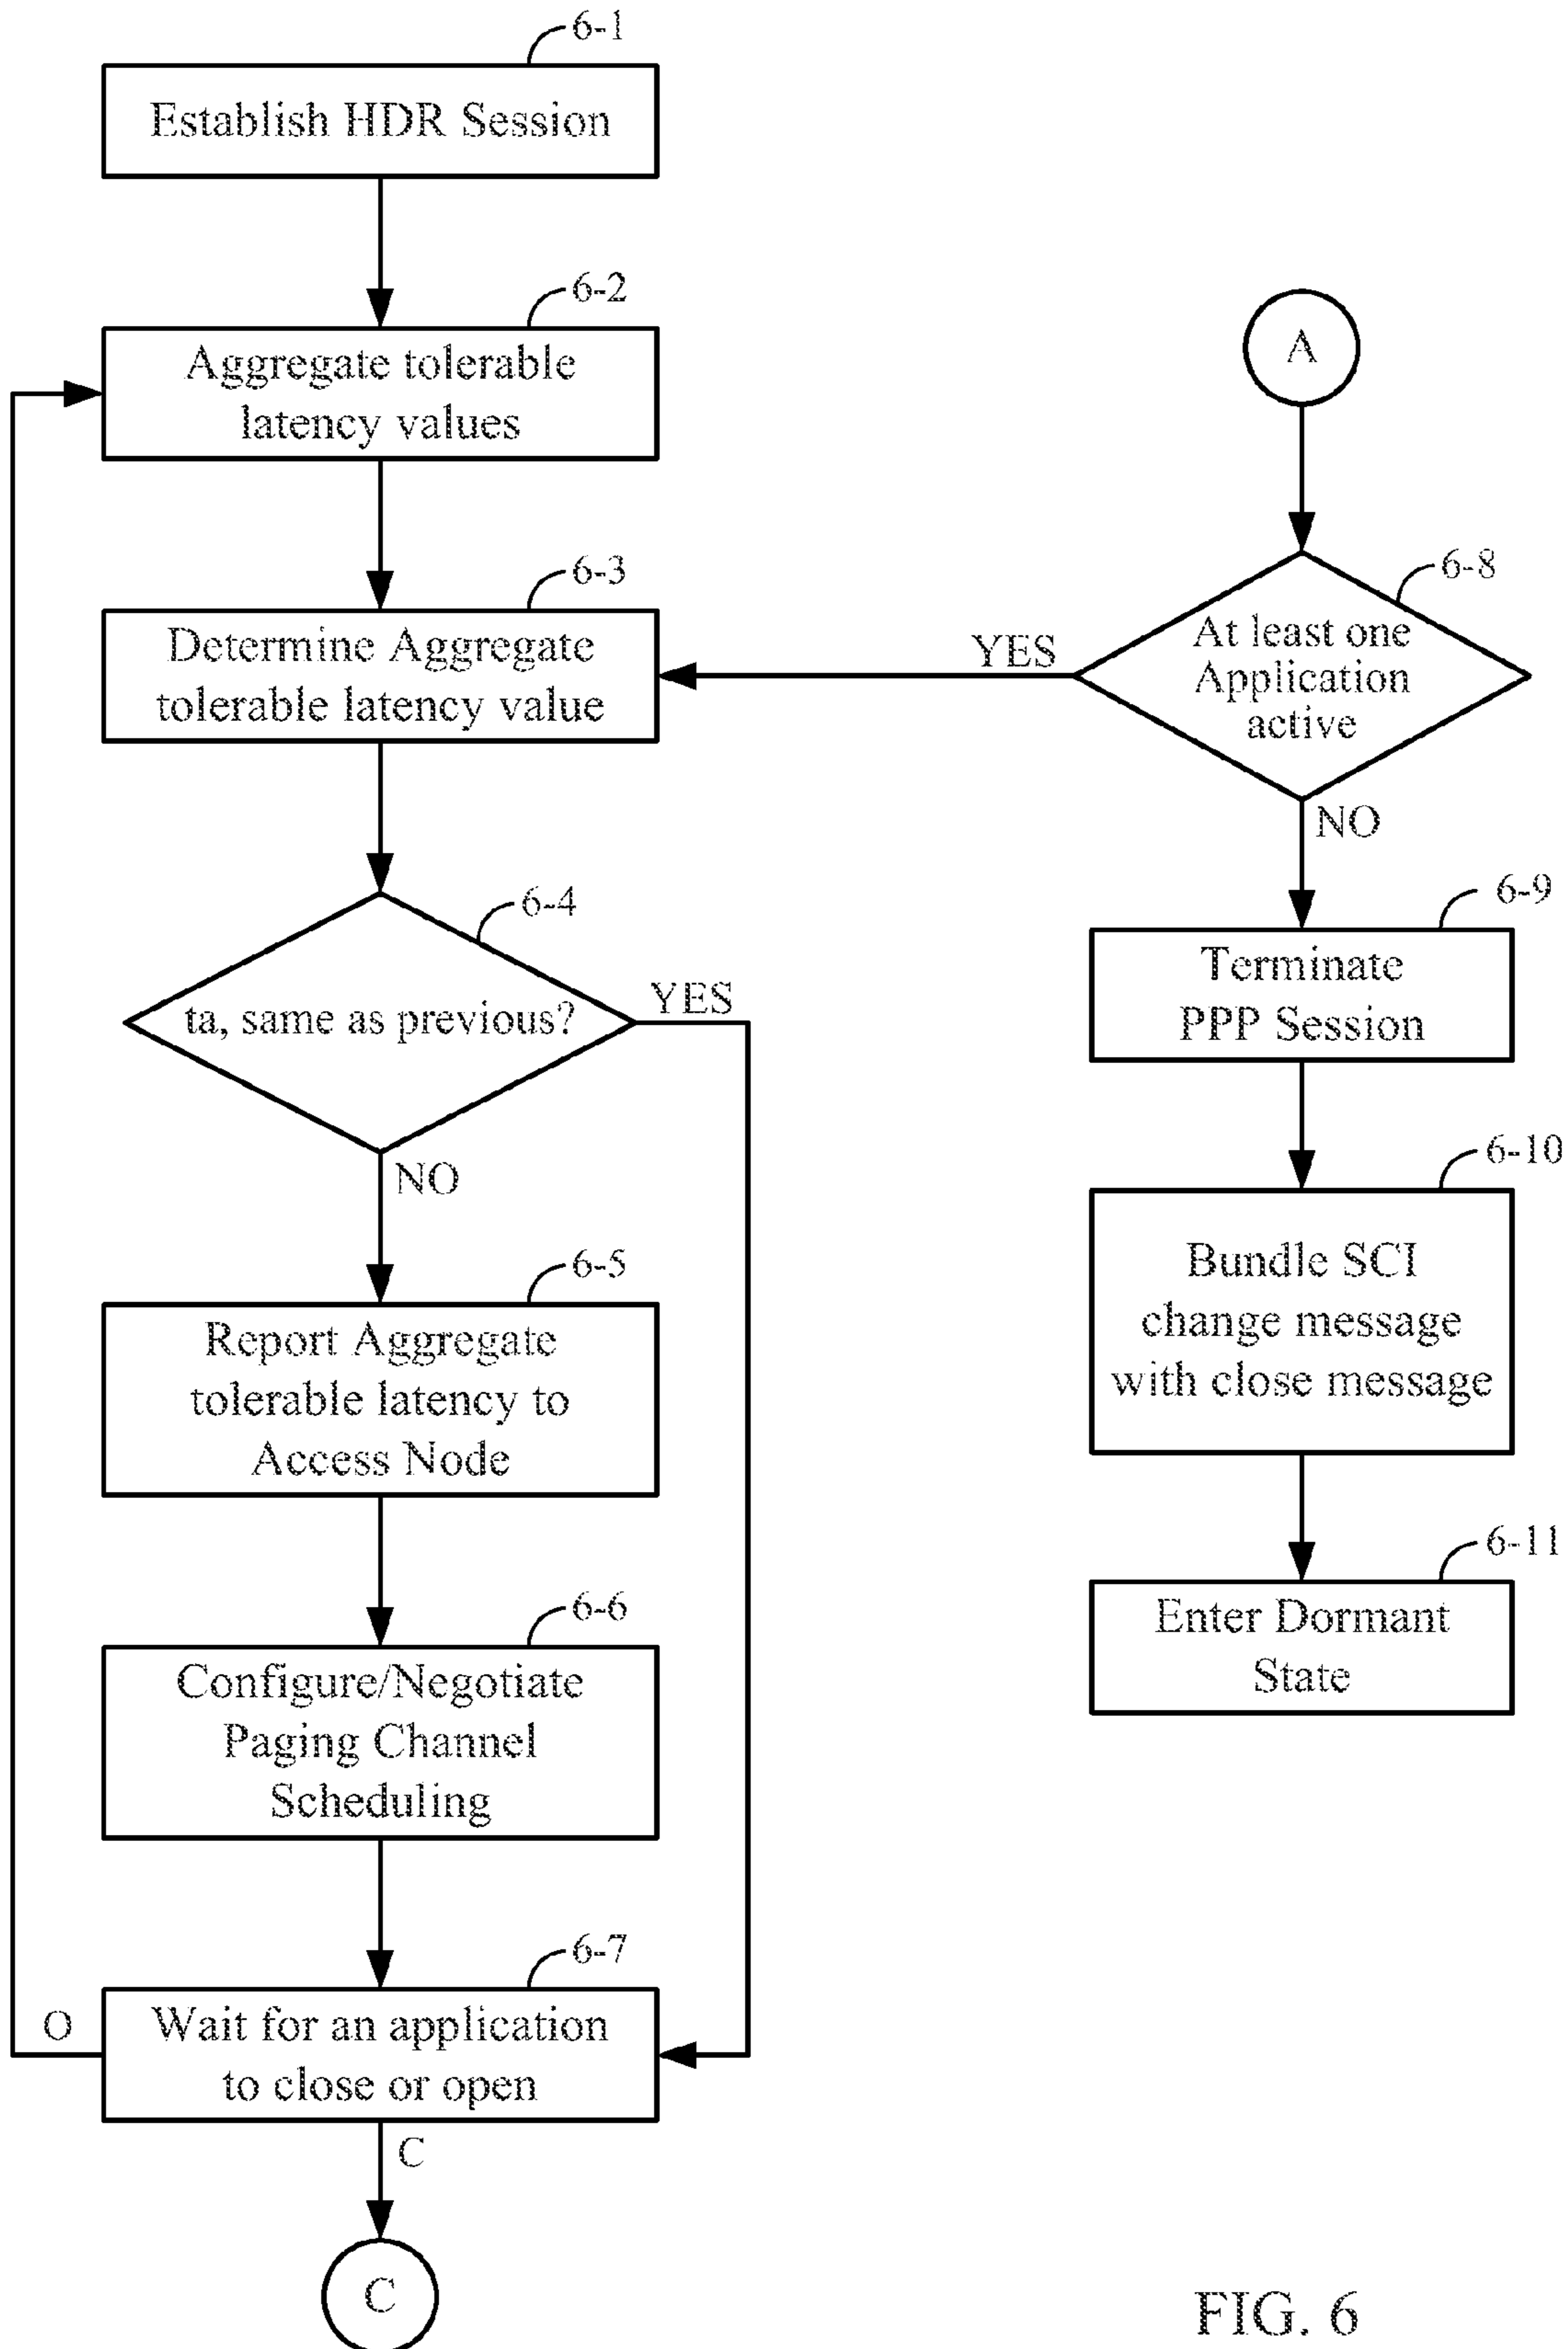 6-1
Establish HDR Session
6-2
Aggregate tolerable
latency values
6-3
Determine Aggregate
tolerable latency value
6-4
ta, same as previous?
YES
NO
6-5
Report Aggregate
tolerable latency to
Access Node
6-6
Configure/Negotiate
Paging Channel
Scheduling
6-7
Wait for an application
to close or open
O
C
C
A
6-8
At least one
Application
active
YES
NO
6-9
Terminate
PPP Session
6-10
Bundle SCI
change message
with close message
6-11
Enter Dormant
State
FIG. 6